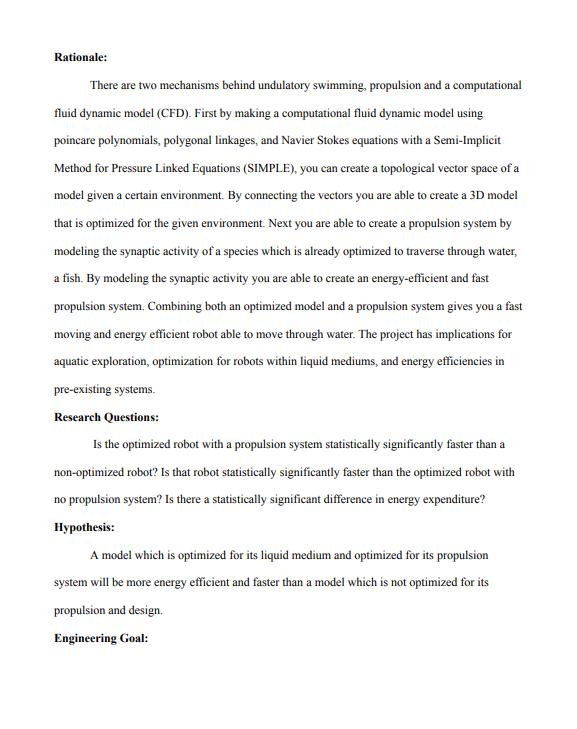 Rationale:
There are two mechanisms behind undulatory swimming, propulsion and a computational
fluid dynamic model (CFD). First by making a computational fluid dynamic model using
poincare polynomials, polygonal linkages, and Navier Stokes equations with a Semi-Implicit
Method for Pressure Linked Equations (SIMPLE), you can create a topological vector space of a
model given a certain environment. By connecting the vectors you are able to create a 3D model
that is optimized for the given environment. Next you are able to create a propulsion system by
modeling the synaptic activity of a species which is already optimized to traverse through water,
a fish. By modeling the synaptic activity you are able to create an energy-efficient and fast
propulsion system. Combining both an optimized model and a propulsion system gives you a fast
moving and energy efficient robot able to move through water. The project has implications for
aquatic exploration, optimization for robots within liquid mediums, and energy efficiencies in
pre-existing systems.
Research Questions:
Is the optimized robot with a propulsion system statistically significantly faster than a
non-optimized robot? Is that robot statistically significantly faster than the optimized robot with
no propulsion system? Is there a statistically significant difference in energy expenditure?
Hypothesis:
A model which is optimized for its liquid medium and optimized for its propulsion
system will be more energy efficient and faster than a model which is not optimized for its
propulsion and design.
Engineering Goal: